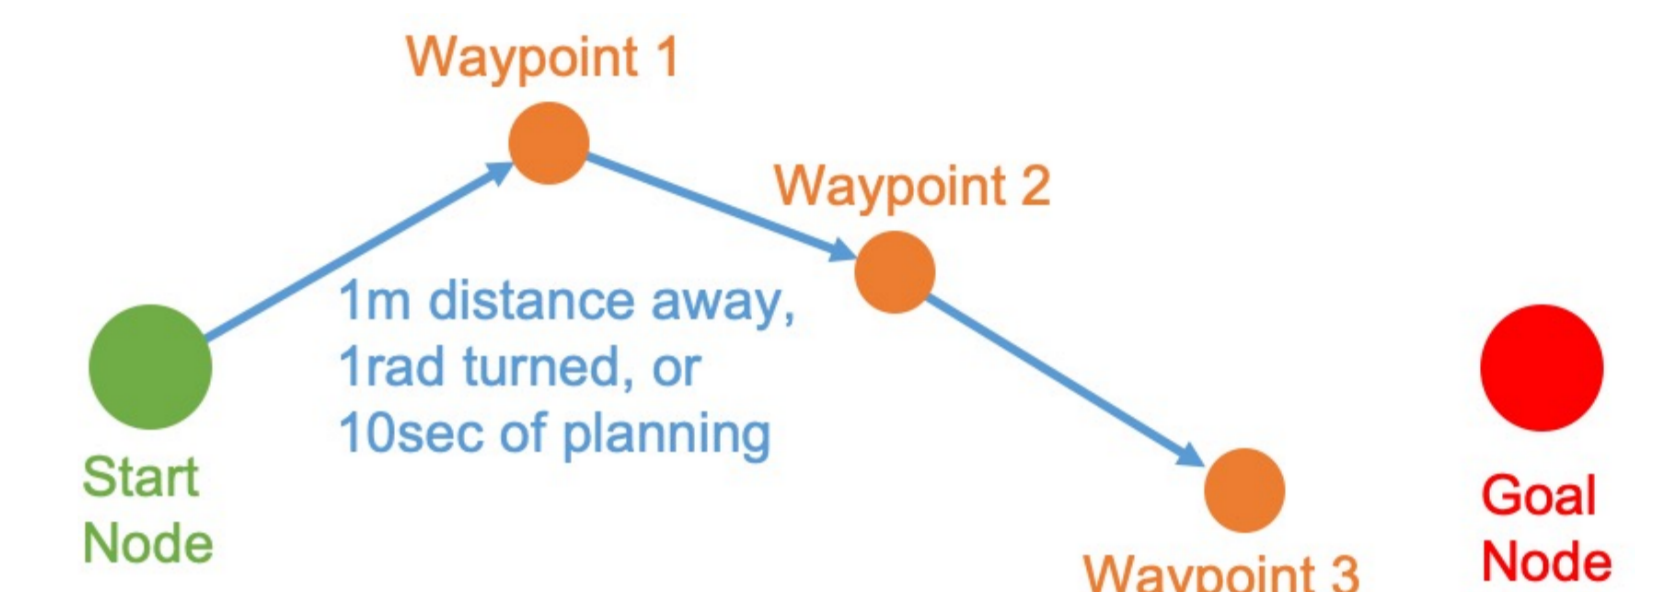 Waypoint 1
Waypoint 2
1m distance away,
1rad turned, or
10sec of planning
Start
Node
Goal
Node
Waypoint 3